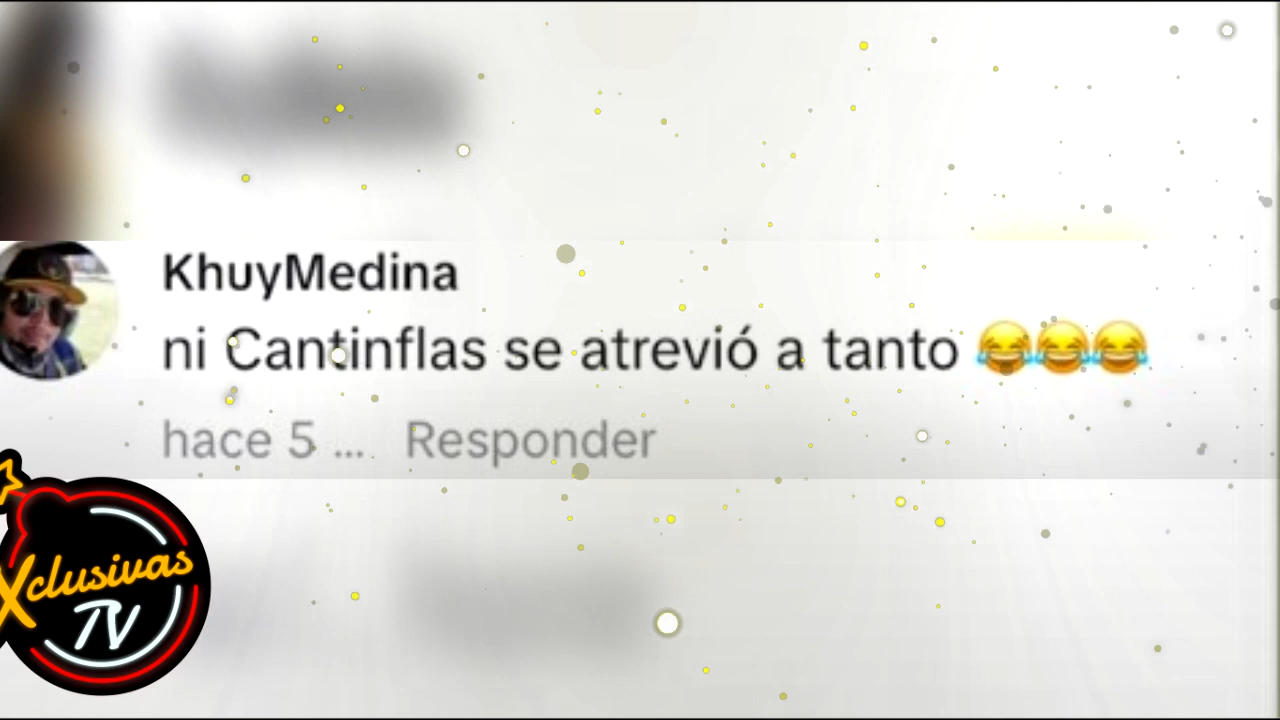 KhuyMedina
ni Cantinflas se atrevió a tanto 😂😂😂
hace 5 ... Responder
Xclusivas
TV